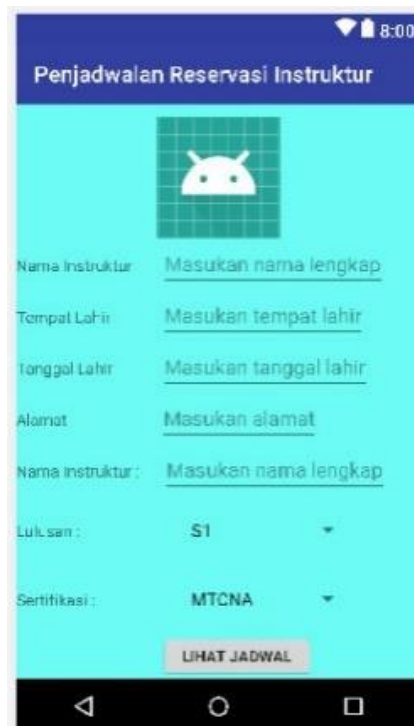 8:00
Penjadwalan Reservasi Instruktur
Nama Instruktur Masukan nama lengkap
Tempat Lahir Masukan tempat lahir
Tanggal Lahir Masukan tanggal lahir
Alamat Masukan alamat
Nama Instruktur : Masukan nama lengkap
Lulusan : S1
Sertifikasi : MTCNA
LIHAT JADWAL